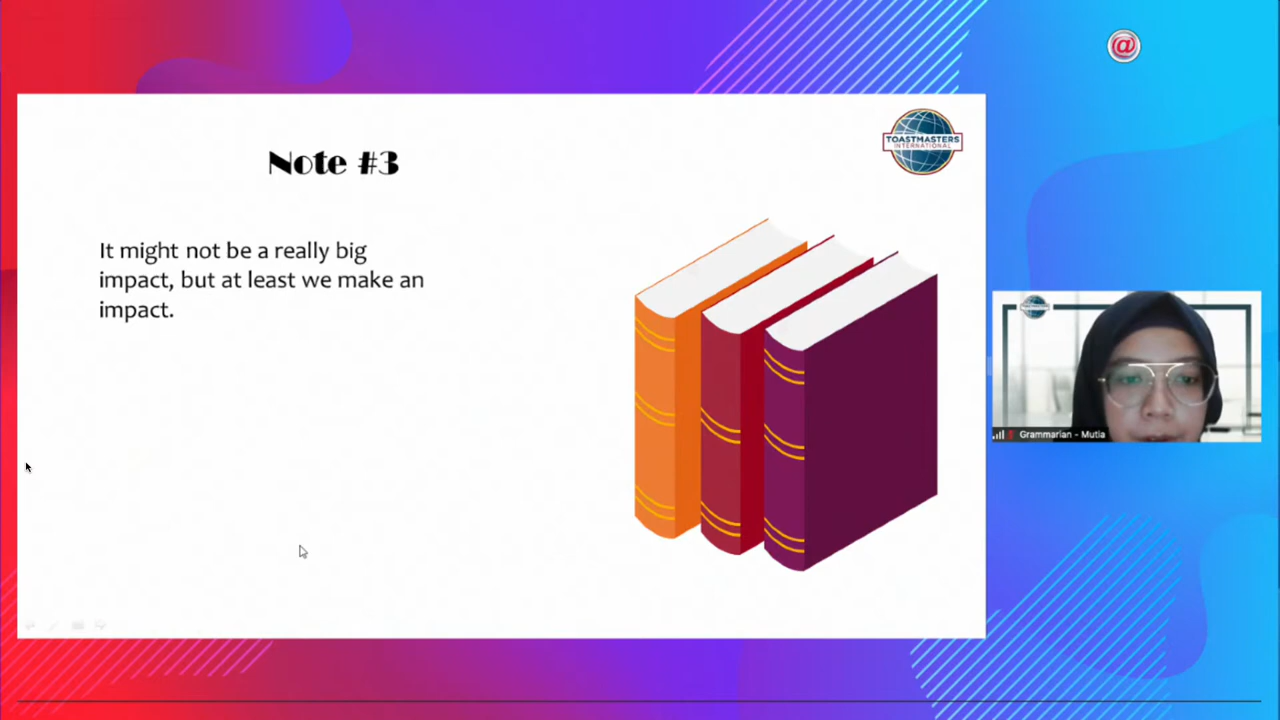 @
Note #3
TOASTMASTERS
INTERNATIONAL
It might not be a really big
impact, but at least we make an
impact.
Grammarian - Mutia